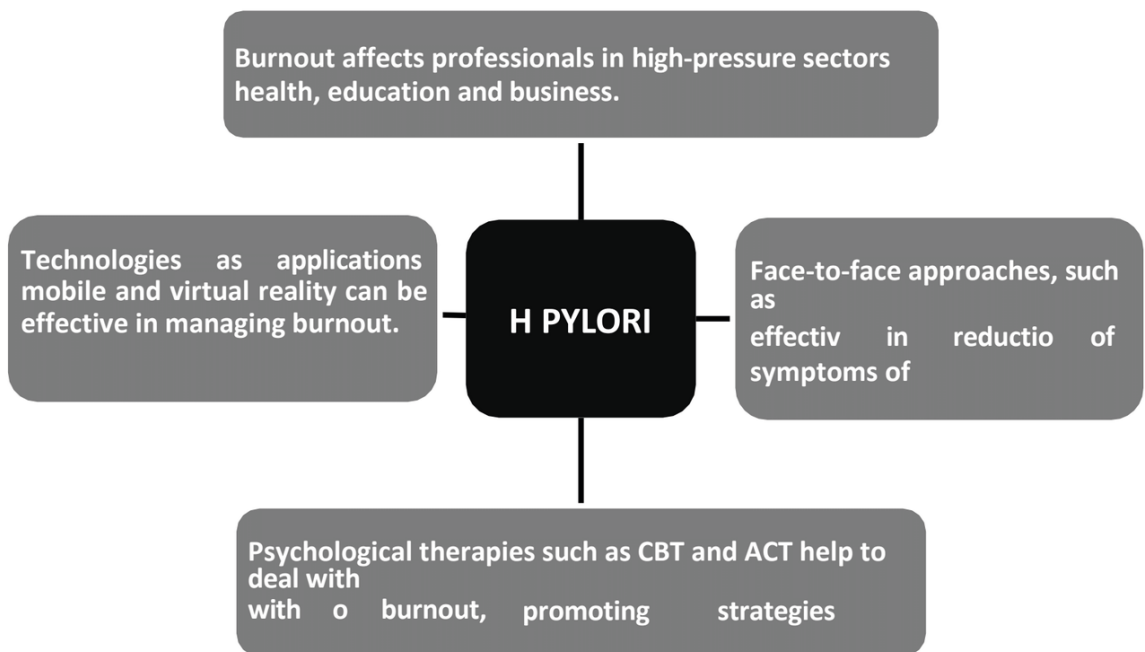 Burnout affects professionals in high-pressure sectors
health, education and business.
Technologies as applications
mobile and virtual reality can be
effective in managing burnout.
H PYLORI
Face-to-face approaches, such
as
effectiv in reductio of
symptoms of
Psychological therapies such as CBT and ACT help to
deal with
with o burnout, promoting strategies